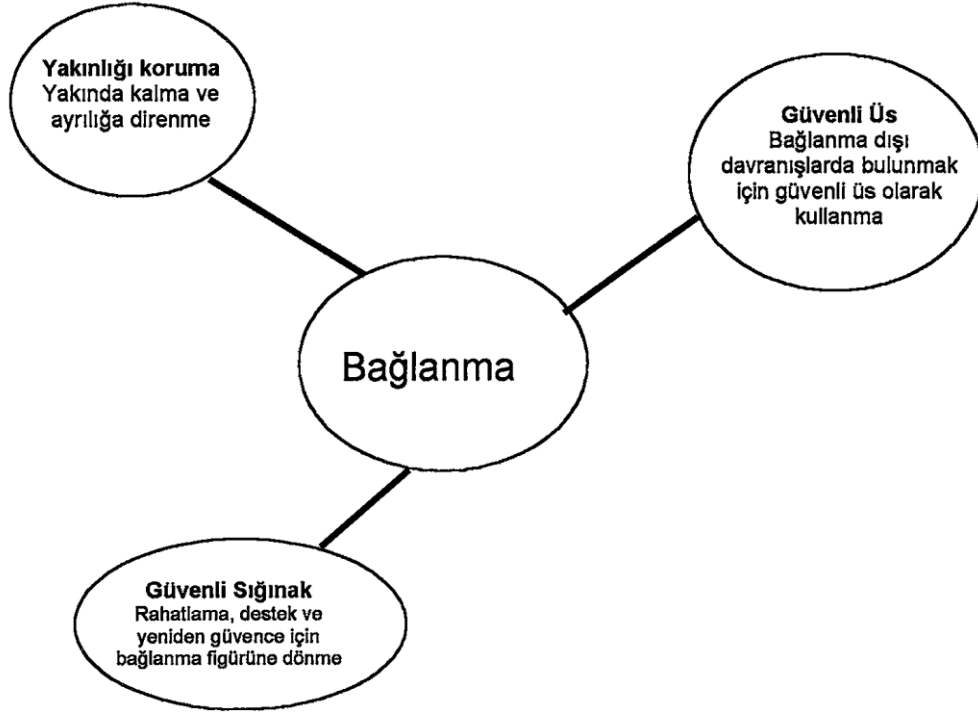 Yakınlığı koruma
Yakında kalma ve
ayrılığa direnme
Güvenli Üs
Bağlanma dışı
davranışlarda bulunmak
için güvenli üs olarak
kullanma
Bağlanma
Güvenli Sığınak
Rahatlama, destek ve
yeniden güvence için
bağlanma figürüne dönme